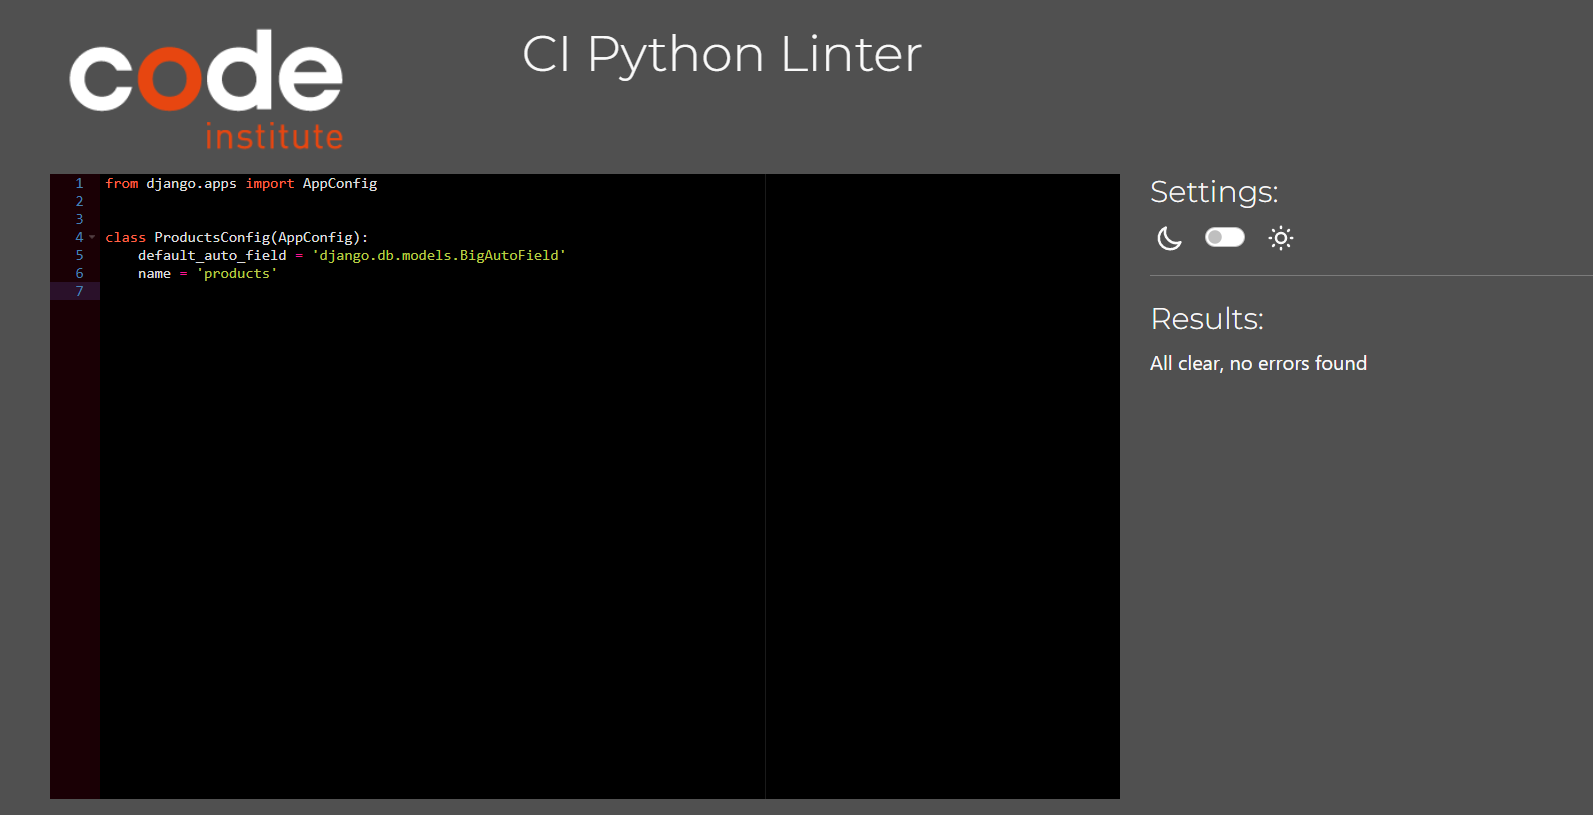 code
institute
CI Python Linter
1 from django.apps import AppConfig
2
3
4 class ProductsConfig(AppConfig):
5     default_auto_field = 'django.db.models.BigAutoField'
6     name = 'products'
7
Settings:
Results:
All clear, no errors found